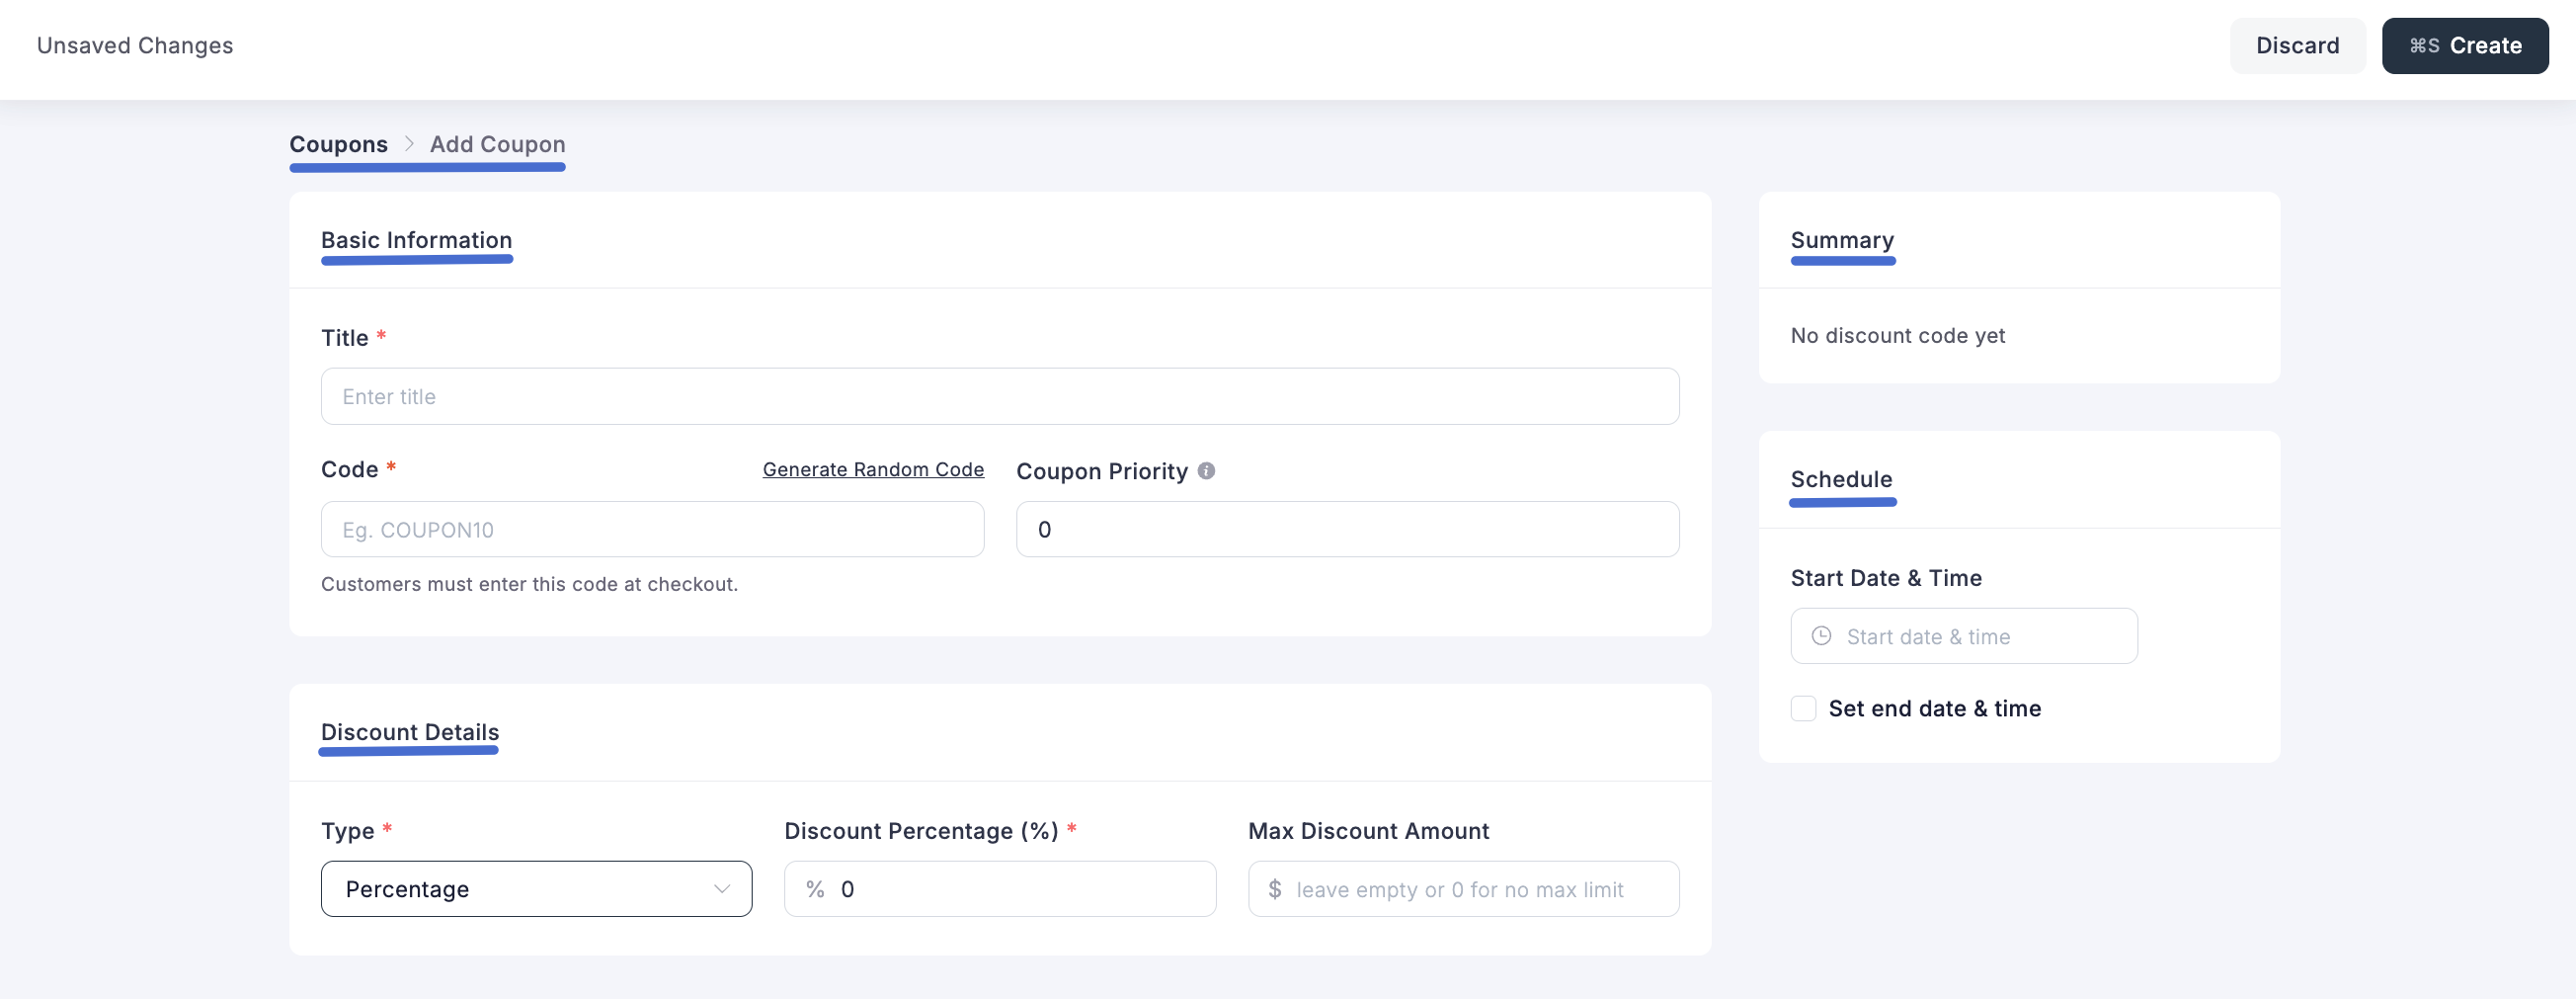 Unsaved Changes
Discard
⌘S Create
Coupons > Add Coupon
Basic Information
Title *
Enter title
Code *
Generate Random Code
Eg. COUPON10
Customers must enter this code at checkout.
Coupon Priority
0
Discount Details
Type *
Percentage
Discount Percentage (%) *
% 0
Max Discount Amount
$ leave empty or 0 for no max limit
Summary
No discount code yet
Schedule
Start Date & Time
Start date & time
Set end date & time